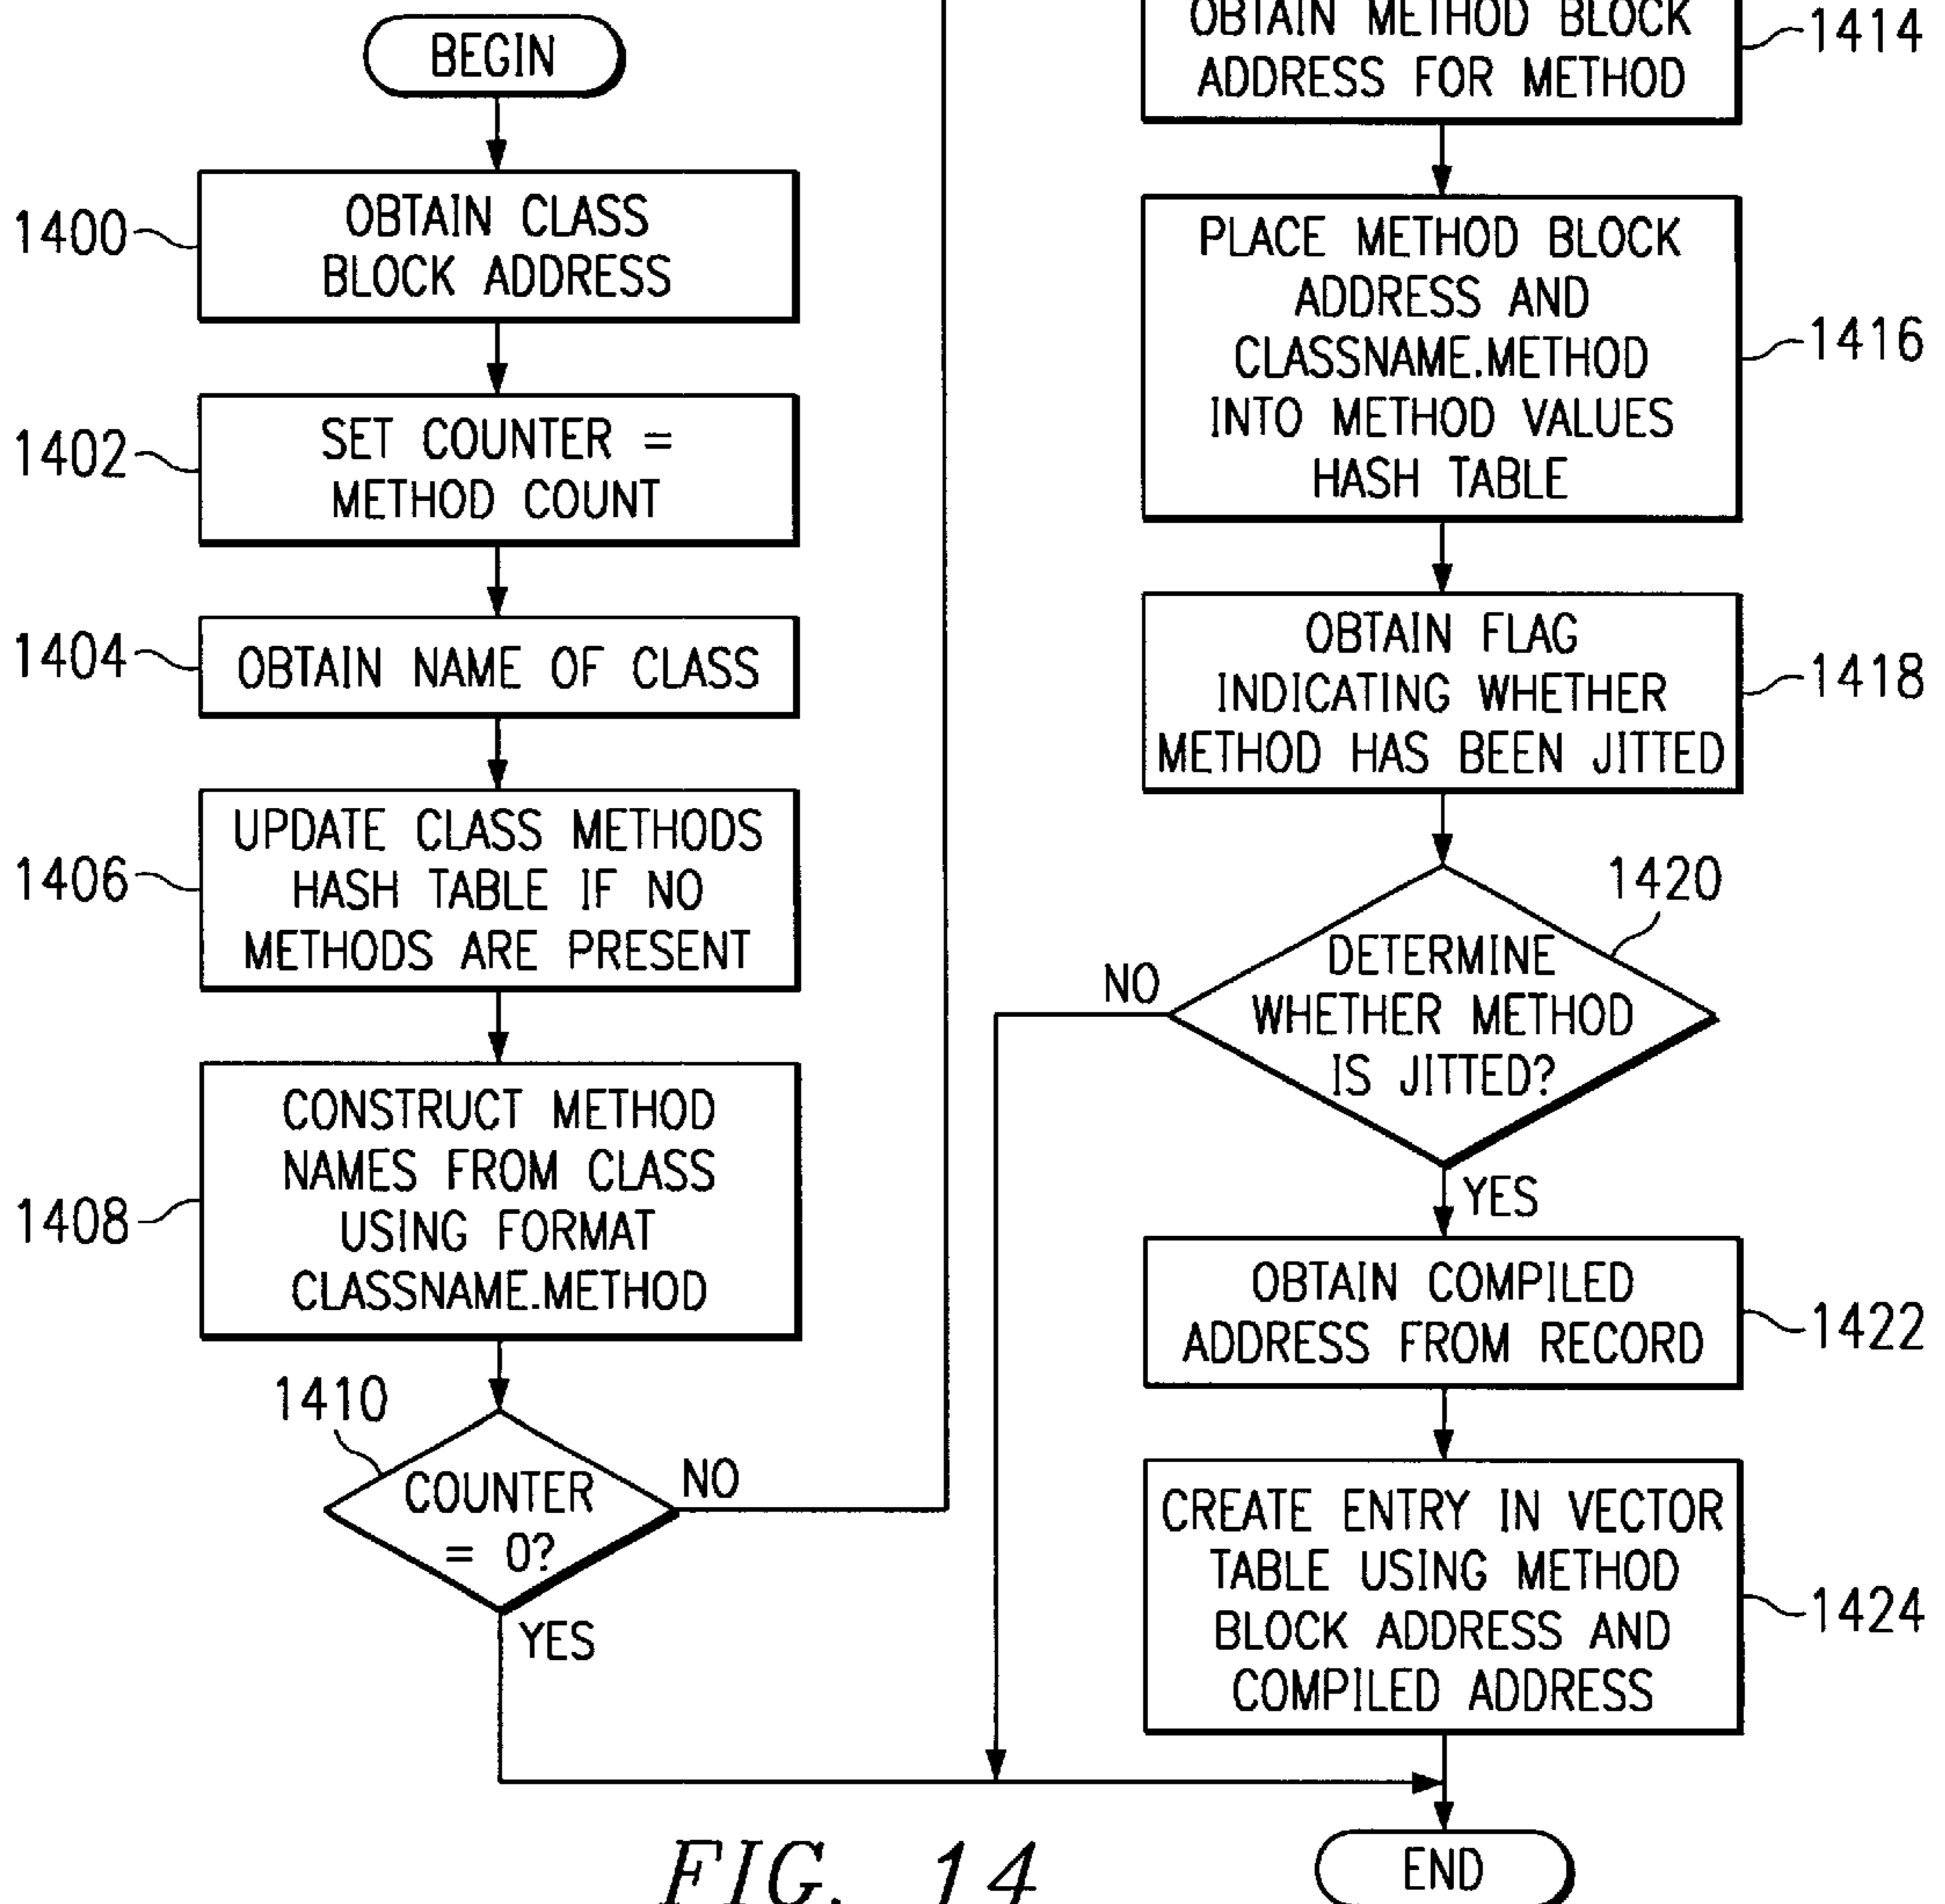 BEGIN
1400
OBTAIN CLASS
BLOCK ADDRESS
1402
SET COUNTER =
METHOD COUNT
1404
OBTAIN NAME OF CLASS
1406
UPDATE CLASS METHODS
HASH TABLE IF NO
METHODS ARE PRESENT
1408
CONSTRUCT METHOD
NAMES FROM CLASS
USING FORMAT
CLASSNAME.METHOD
1410
COUNTER
= 0?
NO
YES
OBTAIN METHOD BLOCK
ADDRESS FOR METHOD
1414
PLACE METHOD BLOCK
ADDRESS AND
CLASSNAME.METHOD
INTO METHOD VALUES
HASH TABLE
1416
OBTAIN FLAG
INDICATING WHETHER
METHOD HAS BEEN JITTED
1418
1420
DETERMINE
WHETHER METHOD
IS JITTED?
NO
YES
OBTAIN COMPILED
ADDRESS FROM RECORD
1422
CREATE ENTRY IN VECTOR
TABLE USING METHOD
BLOCK ADDRESS AND
COMPILED ADDRESS
1424
END
FIG. 14